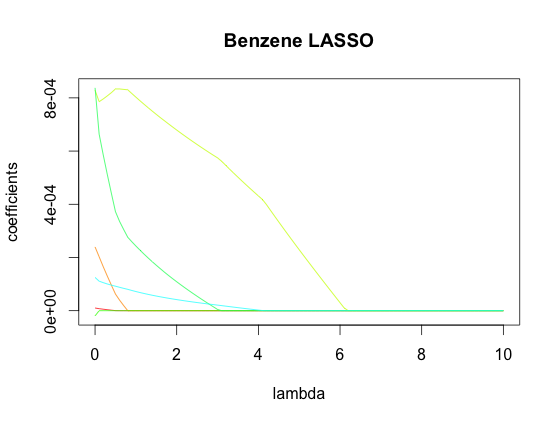 Benzene LASSO
coefficients
8e-04
4e-04
0e+00
0 2 4 6 8 10
lambda